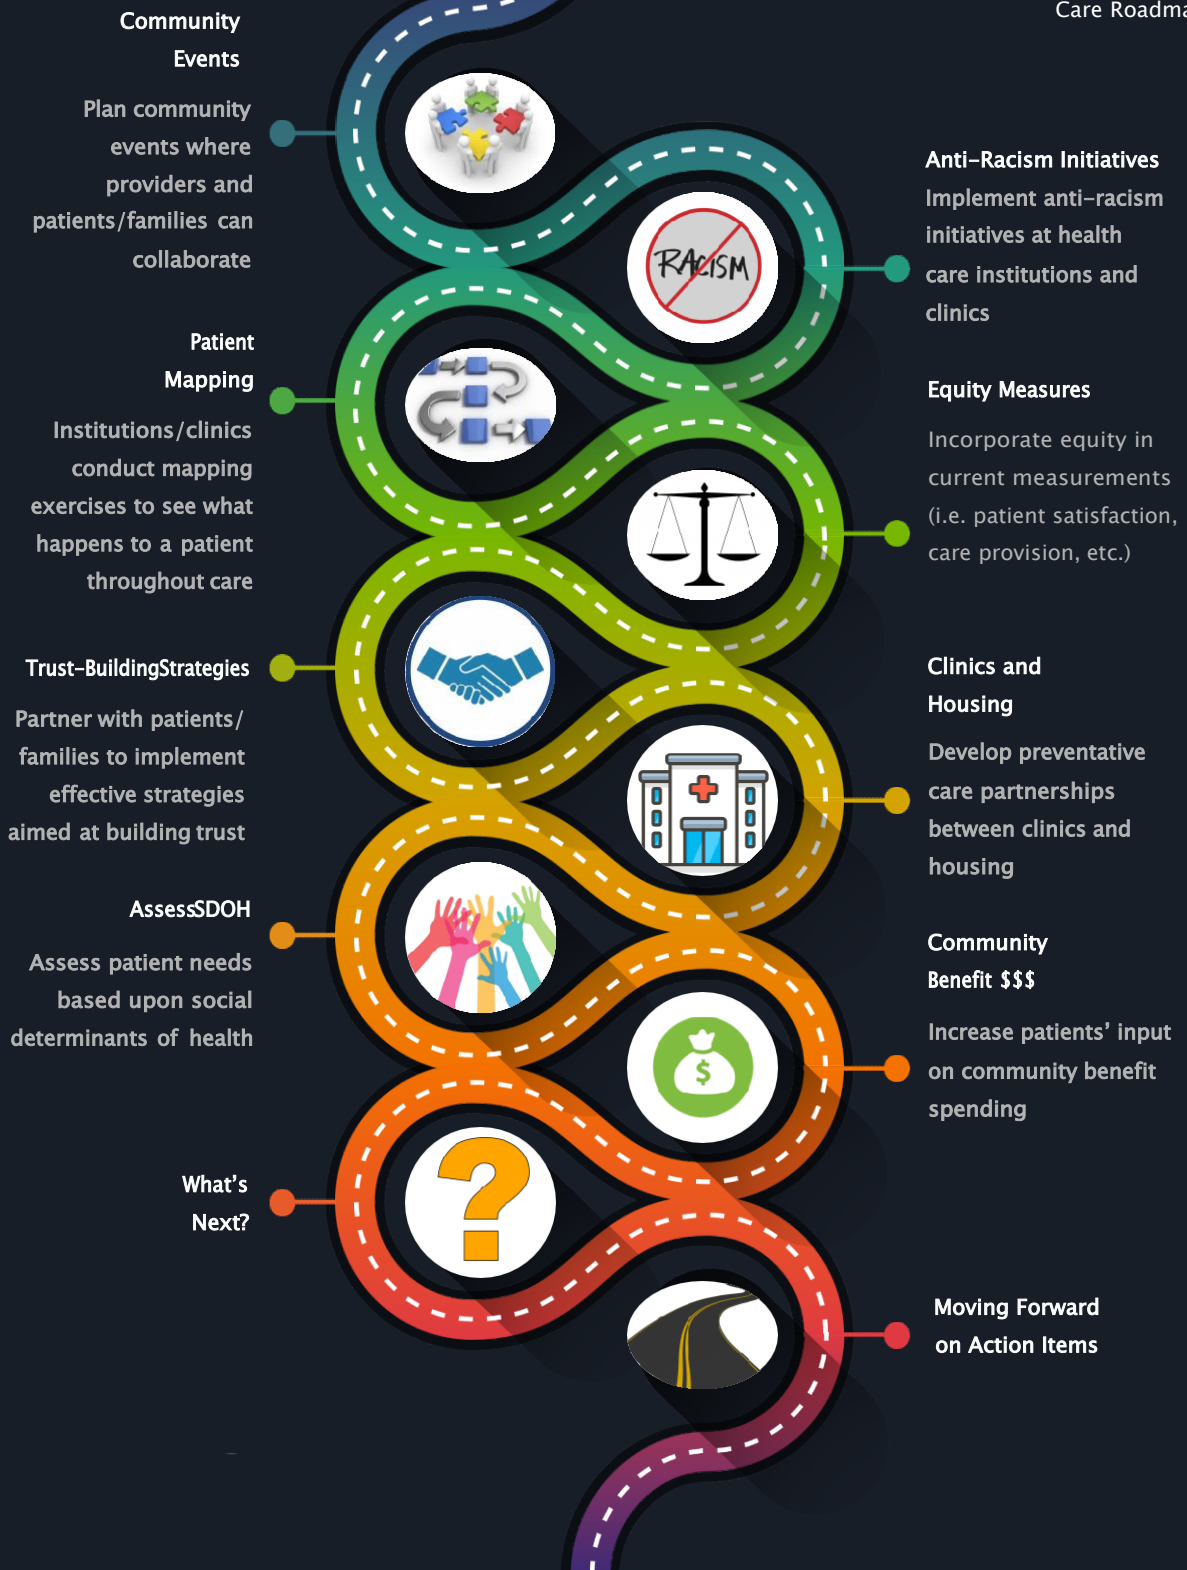 Care Roadma
Community
Events
Plan community
events where
providers and
patients/families can
collaborate
Anti-Racism Initiatives
Implement anti-racism
initiatives at health
care institutions and
clinics
RACISM
Patient
Mapping
Institutions/clinics
conduct mapping
exercises to see what
happens to a patient
throughout care
Equity Measures
Incorporate equity in
current measurements
(i.e. patient satisfaction,
care provision, etc.)
Trust-BuildingStrategies
Partner with patients/
families to implement
effective strategies
aimed at building trust
Clinics and
Housing
Develop preventative
care partnerships
between clinics and
housing
AssessSDOH
Assess patient needs
based upon social
determinants of health
Community
Benefit $$$
Increase patients’ input
on community benefit
spending
$
What’s
Next?
?
Moving Forward
on Action Items